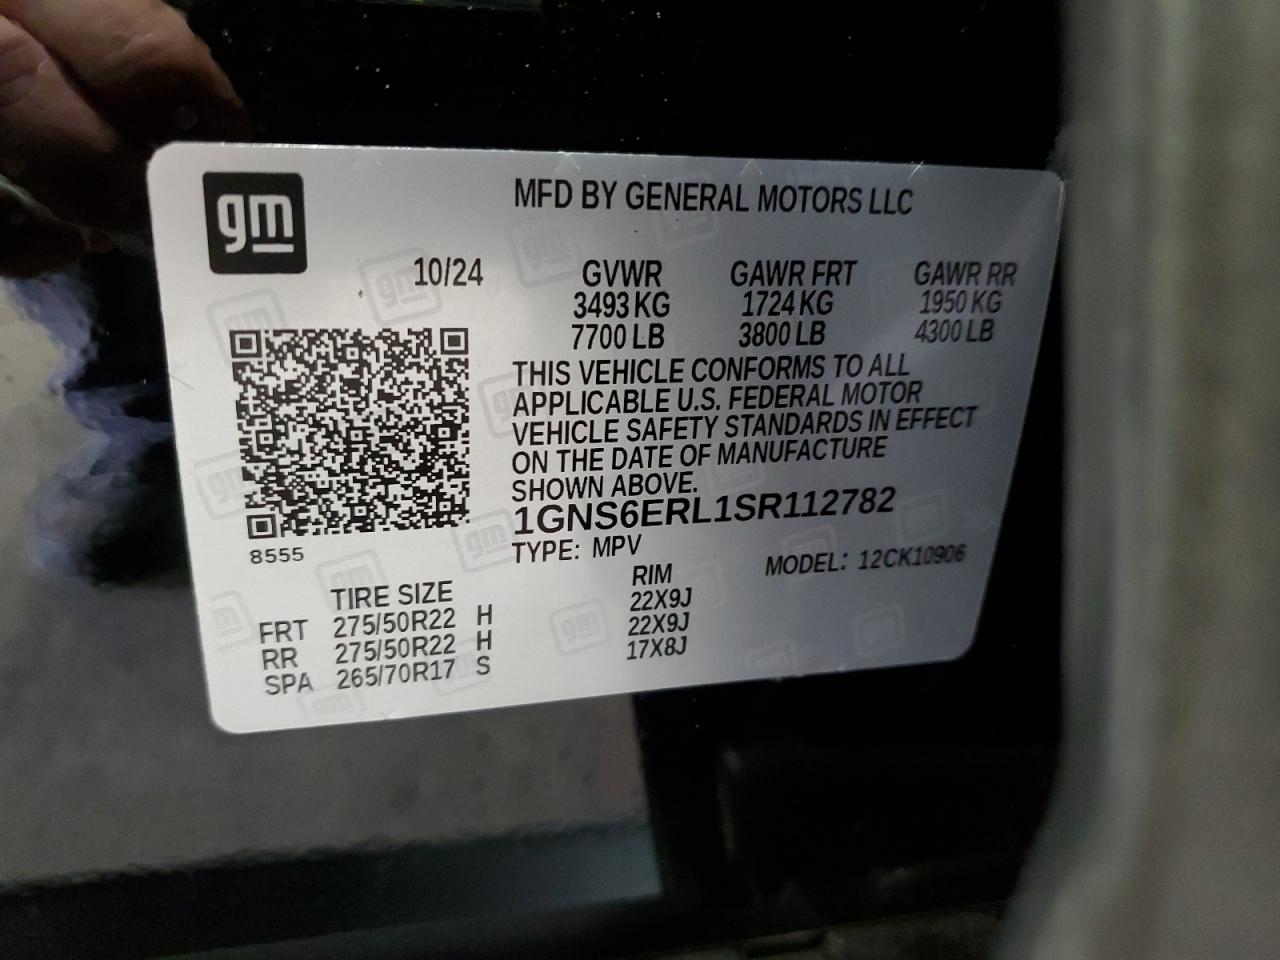 gm
MFD BY GENERAL MOTORS LLC
10/24 GVWR GAWR FRT GAWR RR
3493 KG 1724 KG 1950 KG
7700 LB 3800 LB 4300 LB
THIS VEHICLE CONFORMS TO ALL
APPLICABLE U.S. FEDERAL MOTOR
VEHICLE SAFETY STANDARDS IN EFFECT
ON THE DATE OF MANUFACTURE
SHOWN ABOVE.
1GNS6ERL1SR112782
8555
TYPE: MPV MODEL: 12CK10906
TIRE SIZE RIM
FRT 275/50R22 H 22X9J
RR 275/50R22 H 22X9J
SPA 265/70R17 S 17X8J